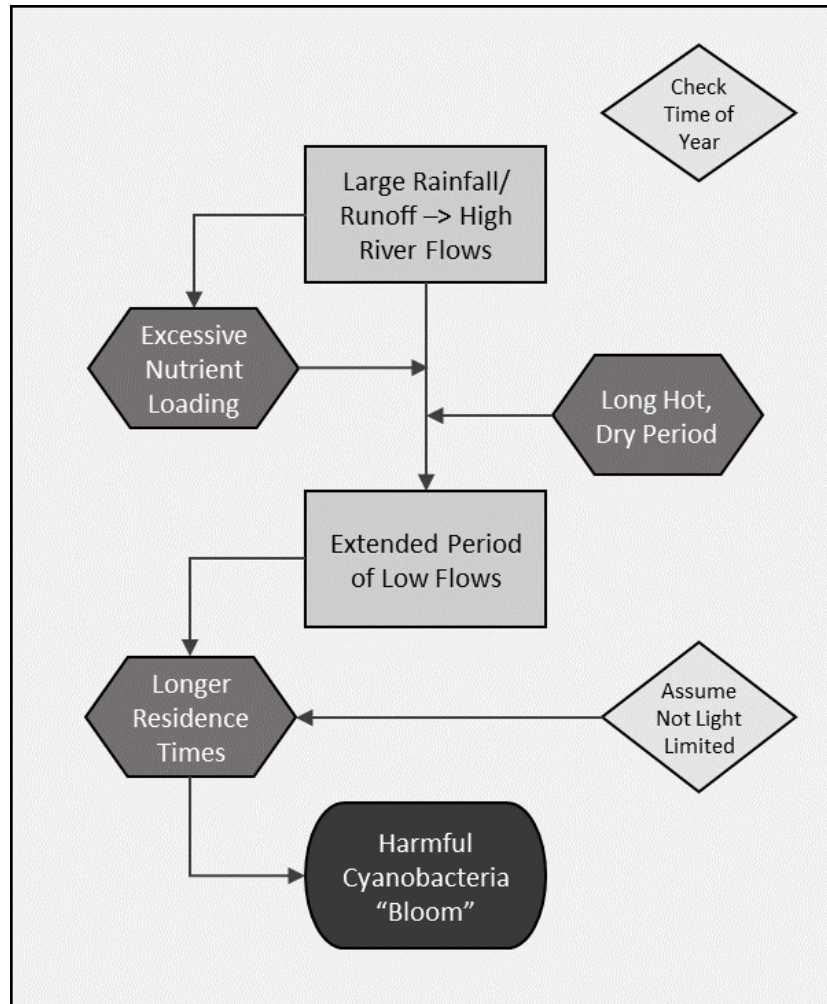 Check
Time of
Year
Large Rainfall/
Runoff –> High
River Flows
Excessive
Nutrient
Loading
Long Hot,
Dry Period
Extended Period
of Low Flows
Longer
Residence
Times
Assume
Not Light
Limited
Harmful
Cyanobacteria
“Bloom”